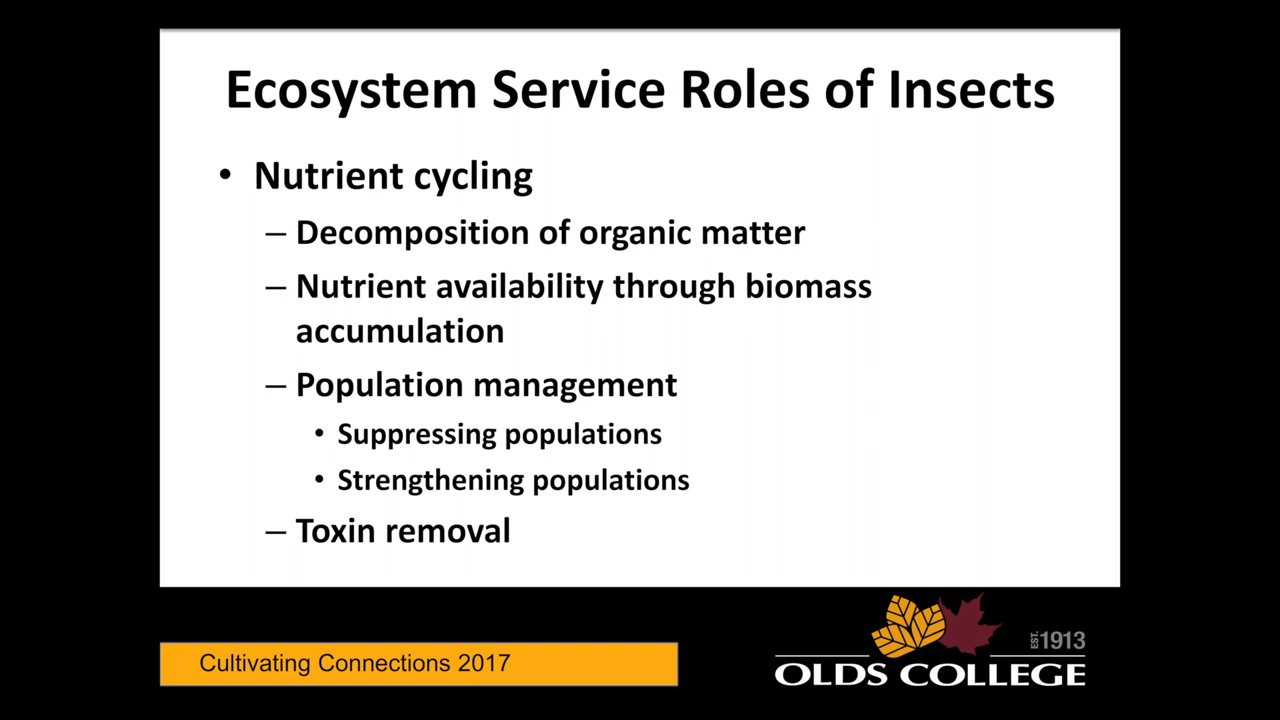 Ecosystem Service Roles of Insects
• Nutrient cycling
– Decomposition of organic matter
– Nutrient availability through biomass
accumulation
– Population management
• Suppressing populations
• Strengthening populations
– Toxin removal
Cultivating Connections 2017
EST. 1913
OLDS COLLEGE